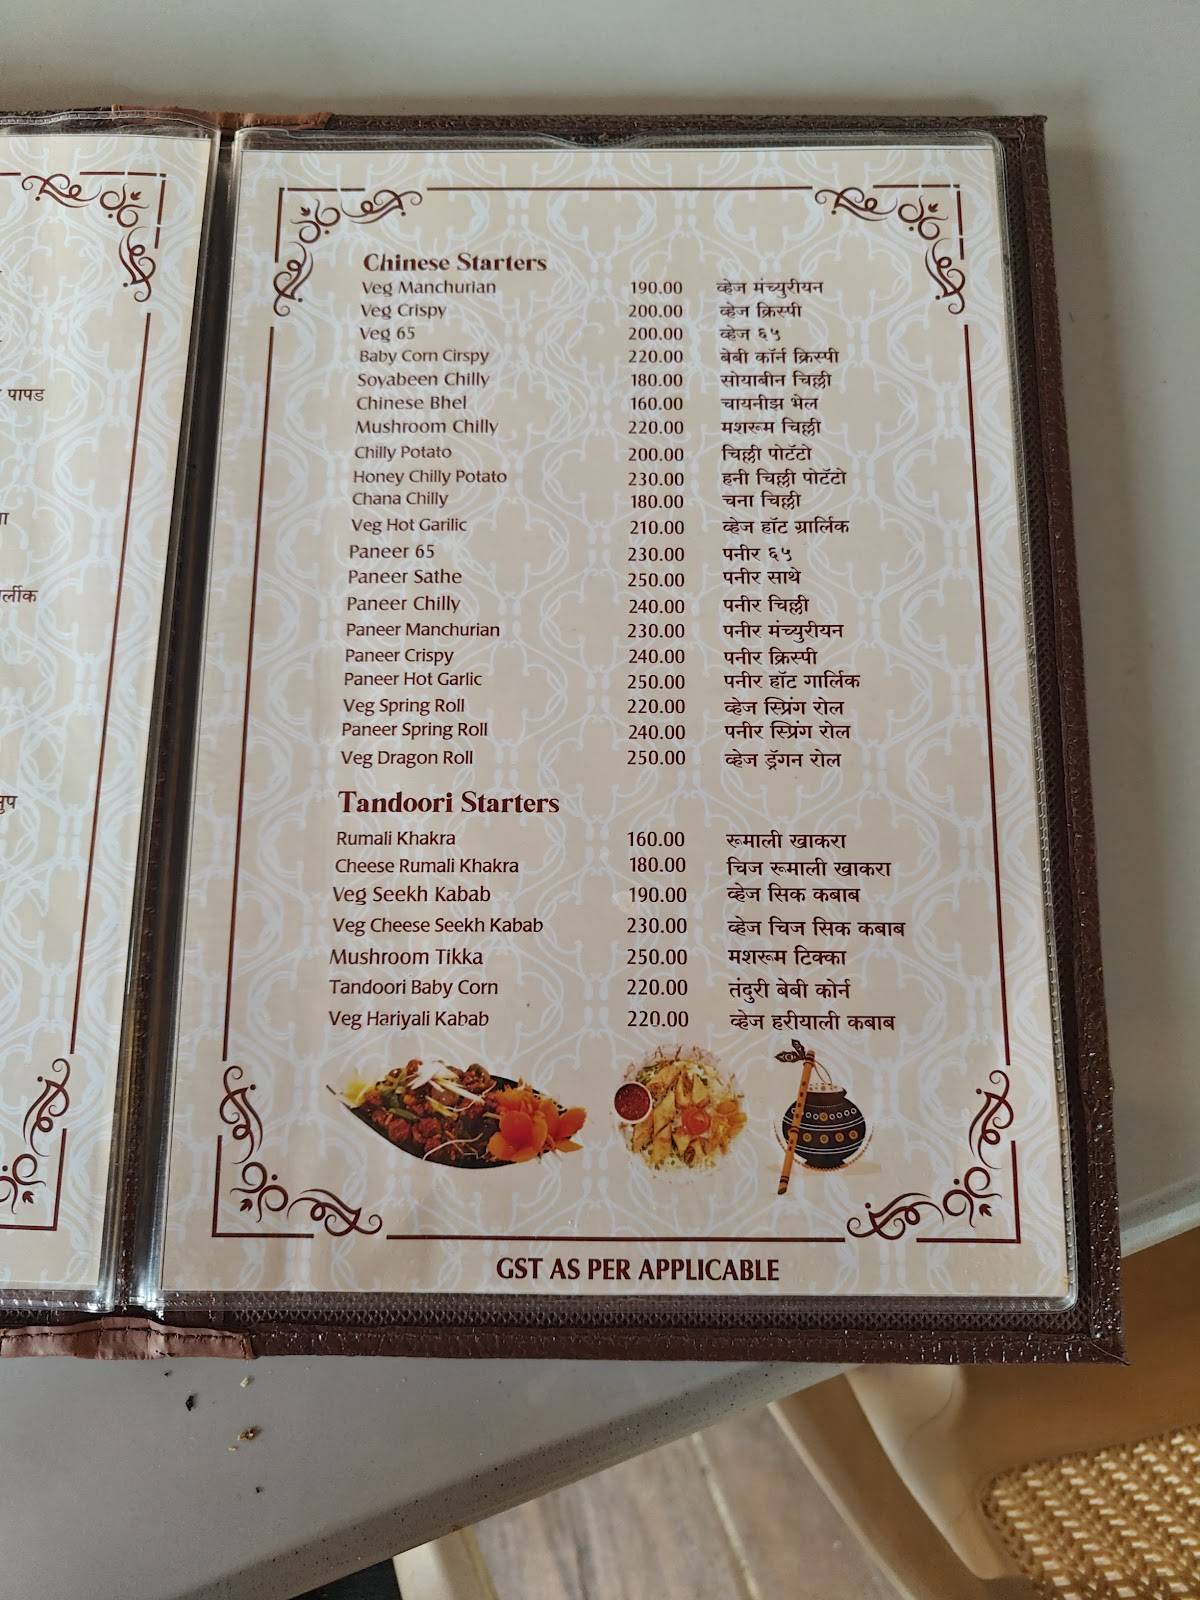 पापड
Chinese Starters
Veg Manchurian 190.00 व्हेज मंच्युरीयन
Veg Crispy 200.00 व्हेज क्रिस्पी
Veg 65 200.00 व्हेज ६५
Baby Corn Cirspy 220.00 बेबी कॉर्न क्रिस्पी
Soyabeen Chilly 180.00 सोयाबीन चिल्ली
Chinese Bhel 160.00 चायनीझ भेल
Mushroom Chilly 220.00 मशरूम चिल्ली
Chilly Potato 200.00 चिल्ली पोटॅटो
Honey Chilly Potato 230.00 हनी चिल्ली पोटॅटो
Chana Chilly 180.00 चना चिल्ली
Veg Hot Garilic 210.00 व्हेज हॉट ग्रार्लिक
Paneer 65 230.00 पनीर ६५
Paneer Sathe 250.00 पनीर साथे
Paneer Chilly 240.00 पनीर चिल्ली
Paneer Manchurian 230.00 पनीर मंच्युरीयन
Paneer Crispy 240.00 पनीर क्रिस्पी
Paneer Hot Garlic 250.00 पनीर हॉट गार्लिक
Veg Spring Roll 220.00 व्हेज स्प्रिंग रोल
Paneer Spring Roll 240.00 पनीर स्प्रिंग रोल
Veg Dragon Roll 250.00 व्हेज ड्रॅगन रोल
Tandoori Starters
Rumali Khakra 160.00 रूमाली खाकरा
Cheese Rumali Khakra 180.00 चिज रूमाली खाकरा
Veg Seekh Kabab 190.00 व्हेज सिक कबाब
Veg Cheese Seekh Kabab 230.00 व्हेज चिज सिक कबाब
Mushroom Tikka 250.00 मशरूम टिक्का
Tandoori Baby Corn 220.00 तंदुरी बेबी कोर्न
Veg Hariyali Kabab 220.00 व्हेज हरीयाली कबाब
GST AS PER APPLICABLE